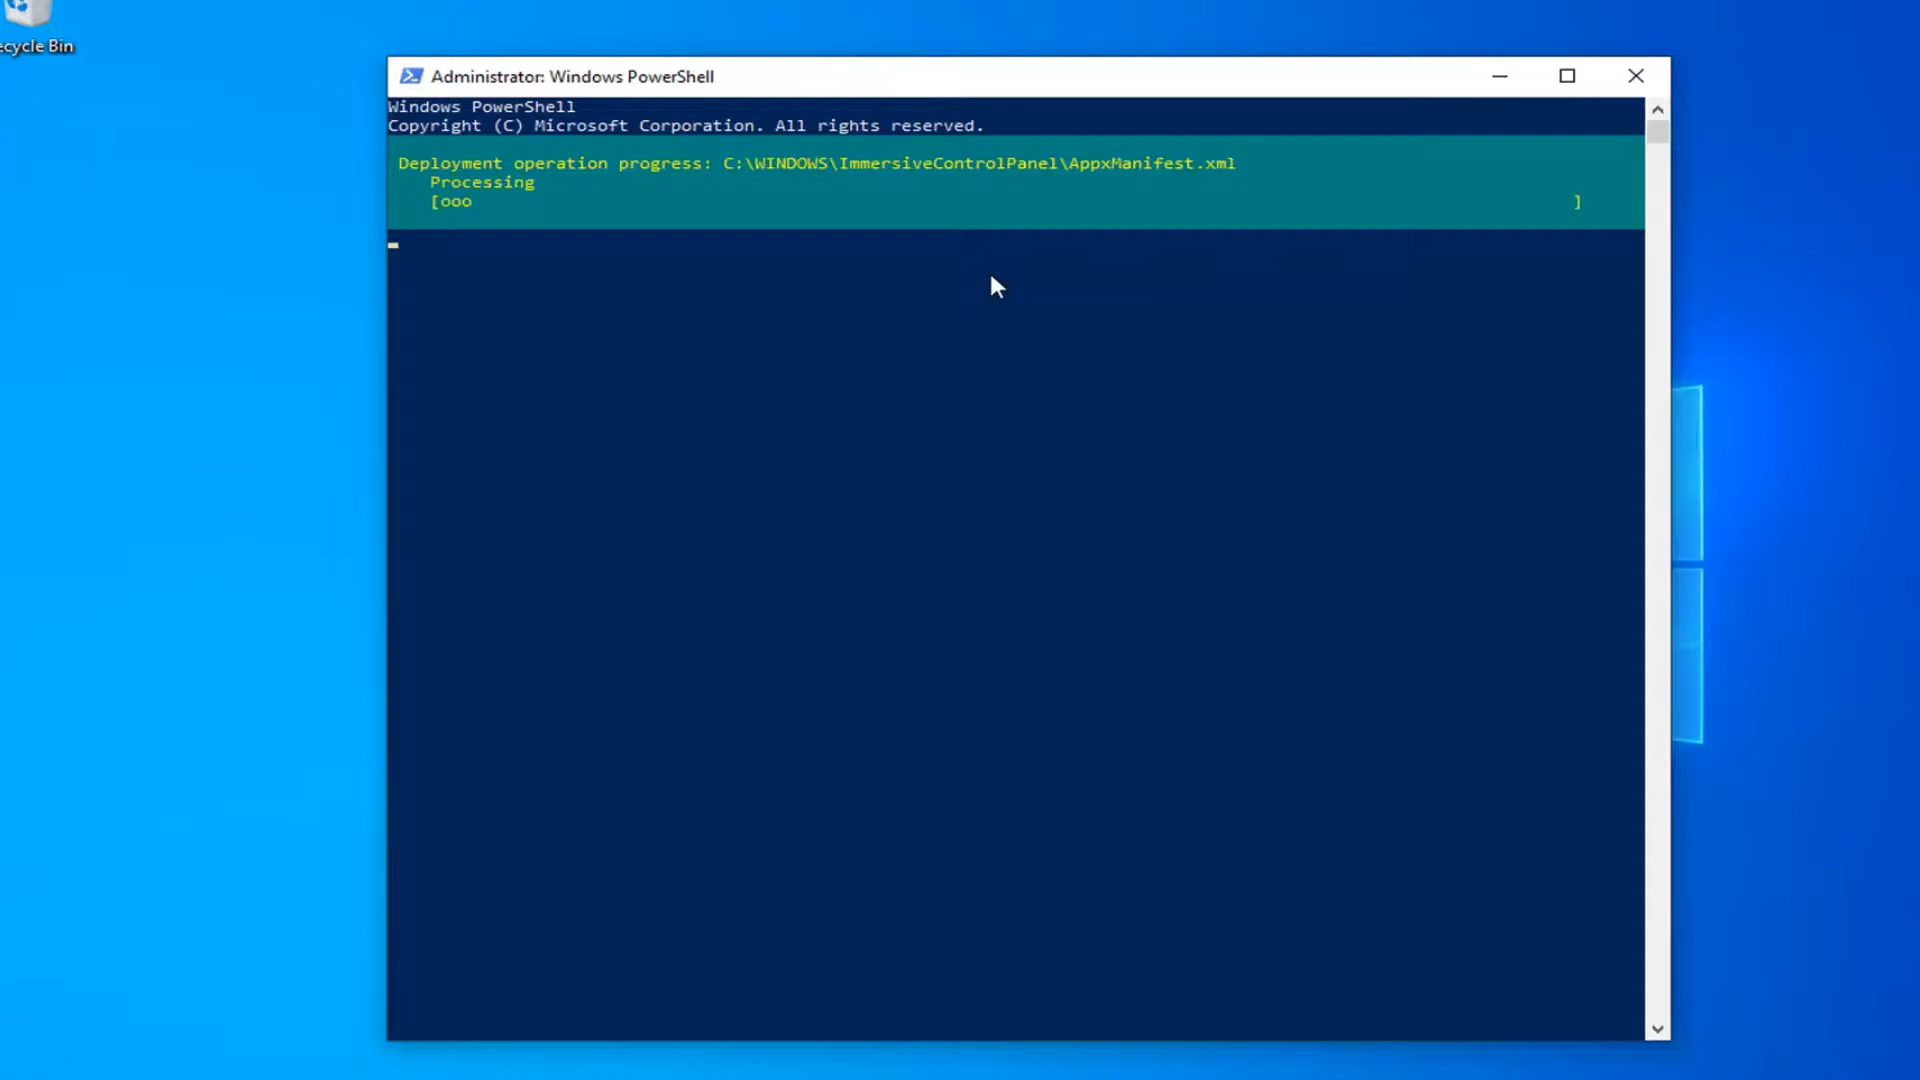 ecycle Bin
Administrator: Windows PowerShell
Windows PowerShell
Copyright (C) Microsoft Corporation. All rights reserved.
Deployment operation progress: C:\WINDOWS\ImmersiveControlPanel\AppxManifest.xml
Processing
[ooo ]